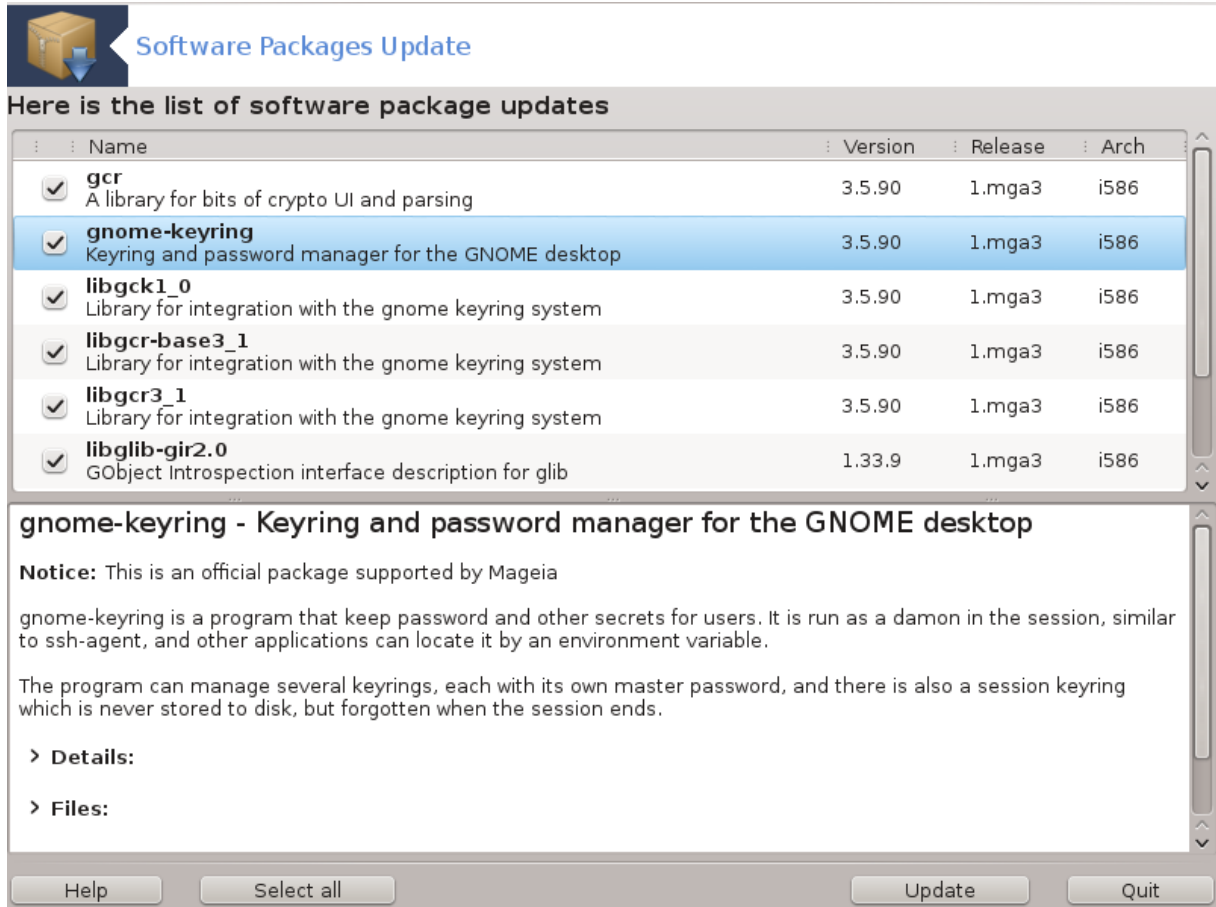 Software Packages Update
Here is the list of software package updates
Name Version Release Arch
gcr
A library for bits of crypto UI and parsing
3.5.90 1.mga3 i586
gnome-keyring
Keyring and password manager for the GNOME desktop
3.5.90 1.mga3 i586
libgck1_0
Library for integration with the gnome keyring system
3.5.90 1.mga3 i586
libgcr-base3_1
Library for integration with the gnome keyring system
3.5.90 1.mga3 i586
libgcr3_1
Library for integration with the gnome keyring system
3.5.90 1.mga3 i586
libglib-gir2.0
GObject Introspection interface description for glib
1.33.9 1.mga3 i586
gnome-keyring - Keyring and password manager for the GNOME desktop
Notice: This is an official package supported by Mageia
gnome-keyring is a program that keep password and other secrets for users. It is run as a damon in the session, similar
to ssh-agent, and other applications can locate it by an environment variable.
The program can manage several keyrings, each with its own master password, and there is also a session keyring
which is never stored to disk, but forgotten when the session ends.
Details:
Files:
Help Select all Update Quit